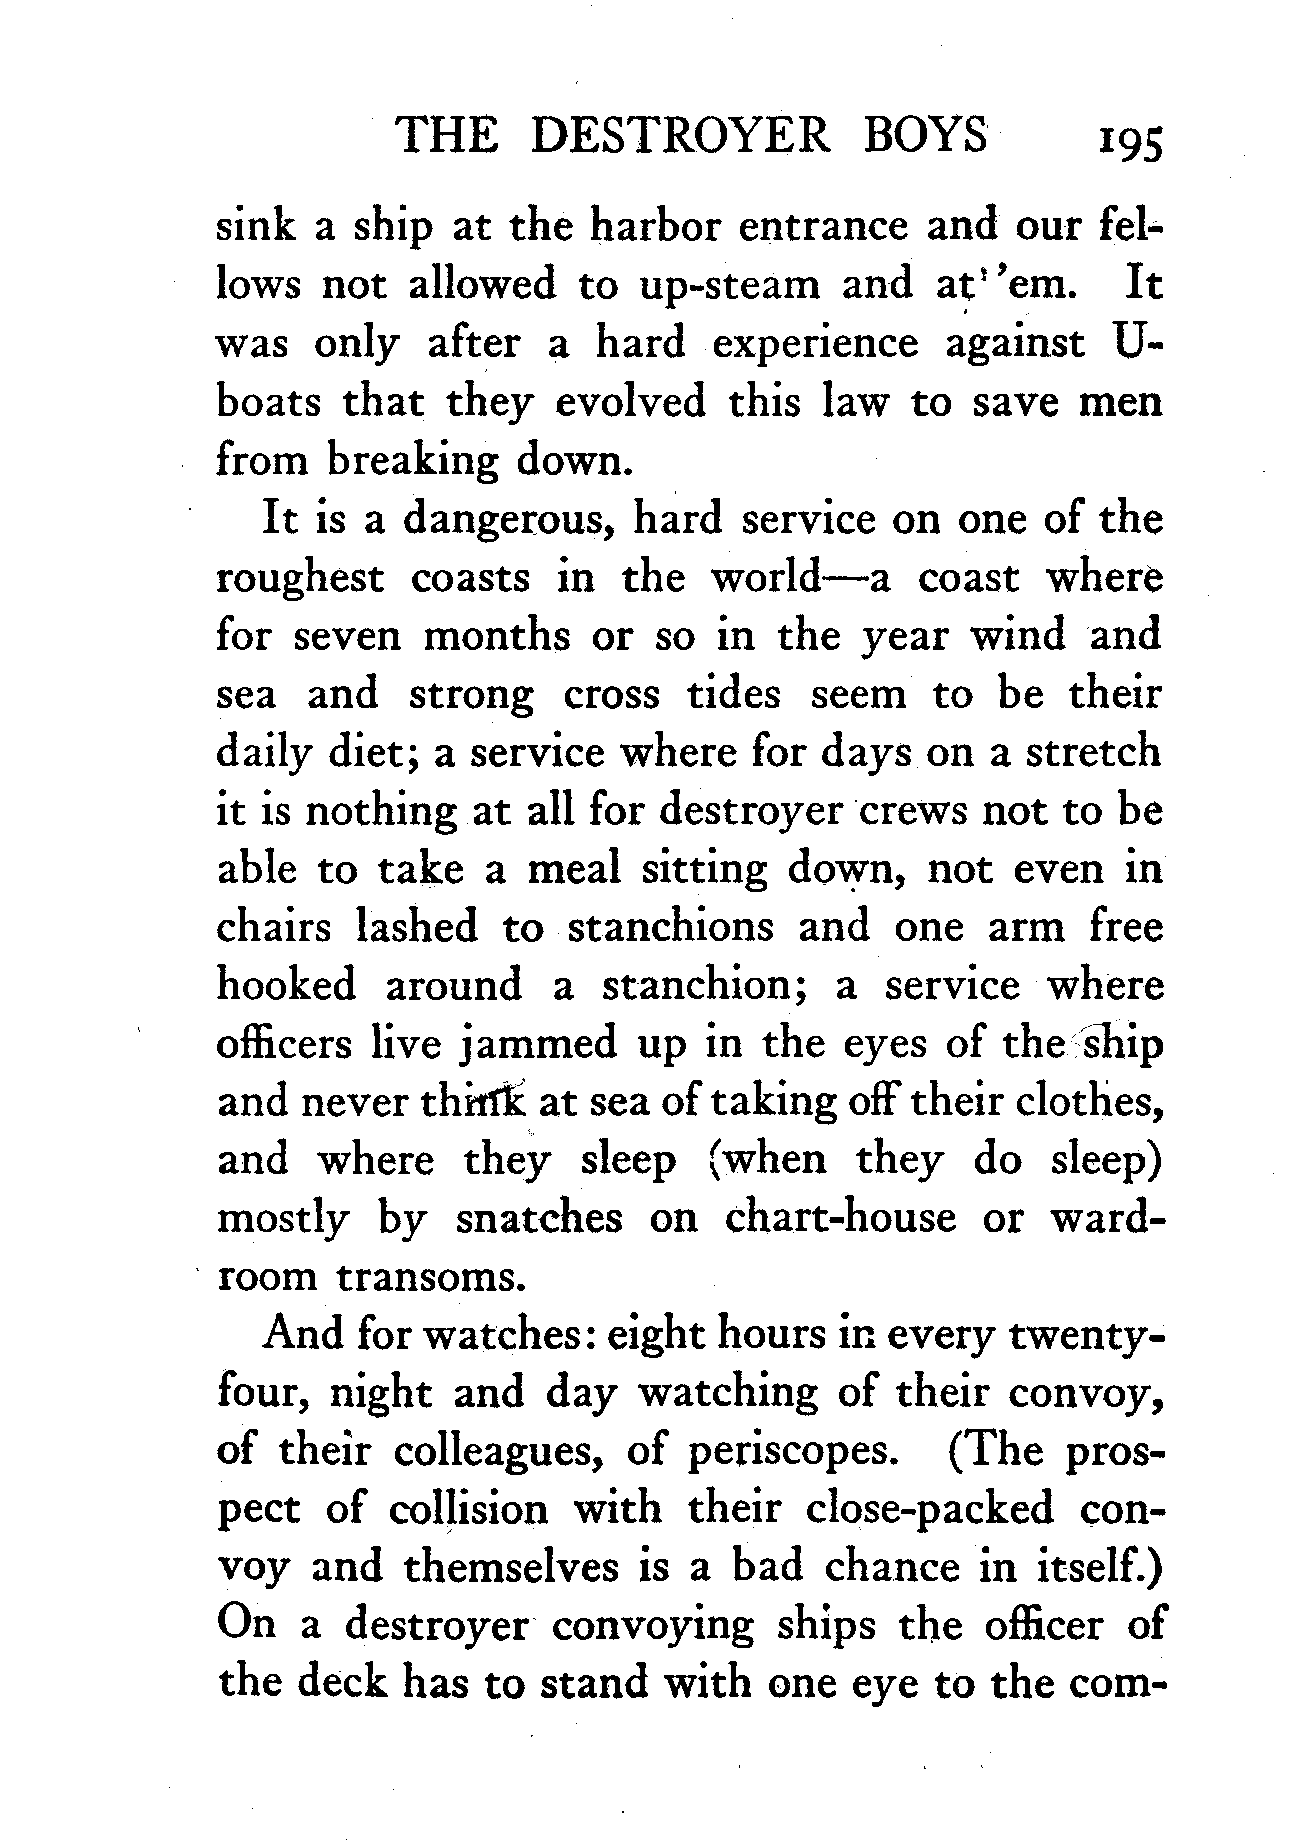 THE DESTROYER BOYS 195
sink a ship at the harbor entrance and our fel-
lows not allowed to up-steam and at 'em. It
was only after a hard experience against U-
boats that they evolved this law to save men
from breaking down.
It is a dangerous, hard service on one of the
roughest coasts in the world—a coast where
for seven months or so in the year wind and
sea and strong cross tides seem to be their
daily diet; a service where for days on a stretch
it is nothing at all for destroyer crews not to be
able to take a meal sitting down, not even in
chairs lashed to stanchions and one arm free
hooked around a stanchion; a service where
officers live jammed up in the eyes of the ship
and never think at sea of taking off their clothes,
and where they sleep (when they do sleep)
mostly by snatches on chart-house or ward-
room transoms.
And for watches: eight hours in every twenty-
four, night and day watching of their convoy,
of their colleagues, of periscopes. (The pros-
pect of collision with their close-packed con-
voy and themselves is a bad chance in itself.)
On a destroyer convoying ships the officer of
the deck has to stand with one eye to the com-